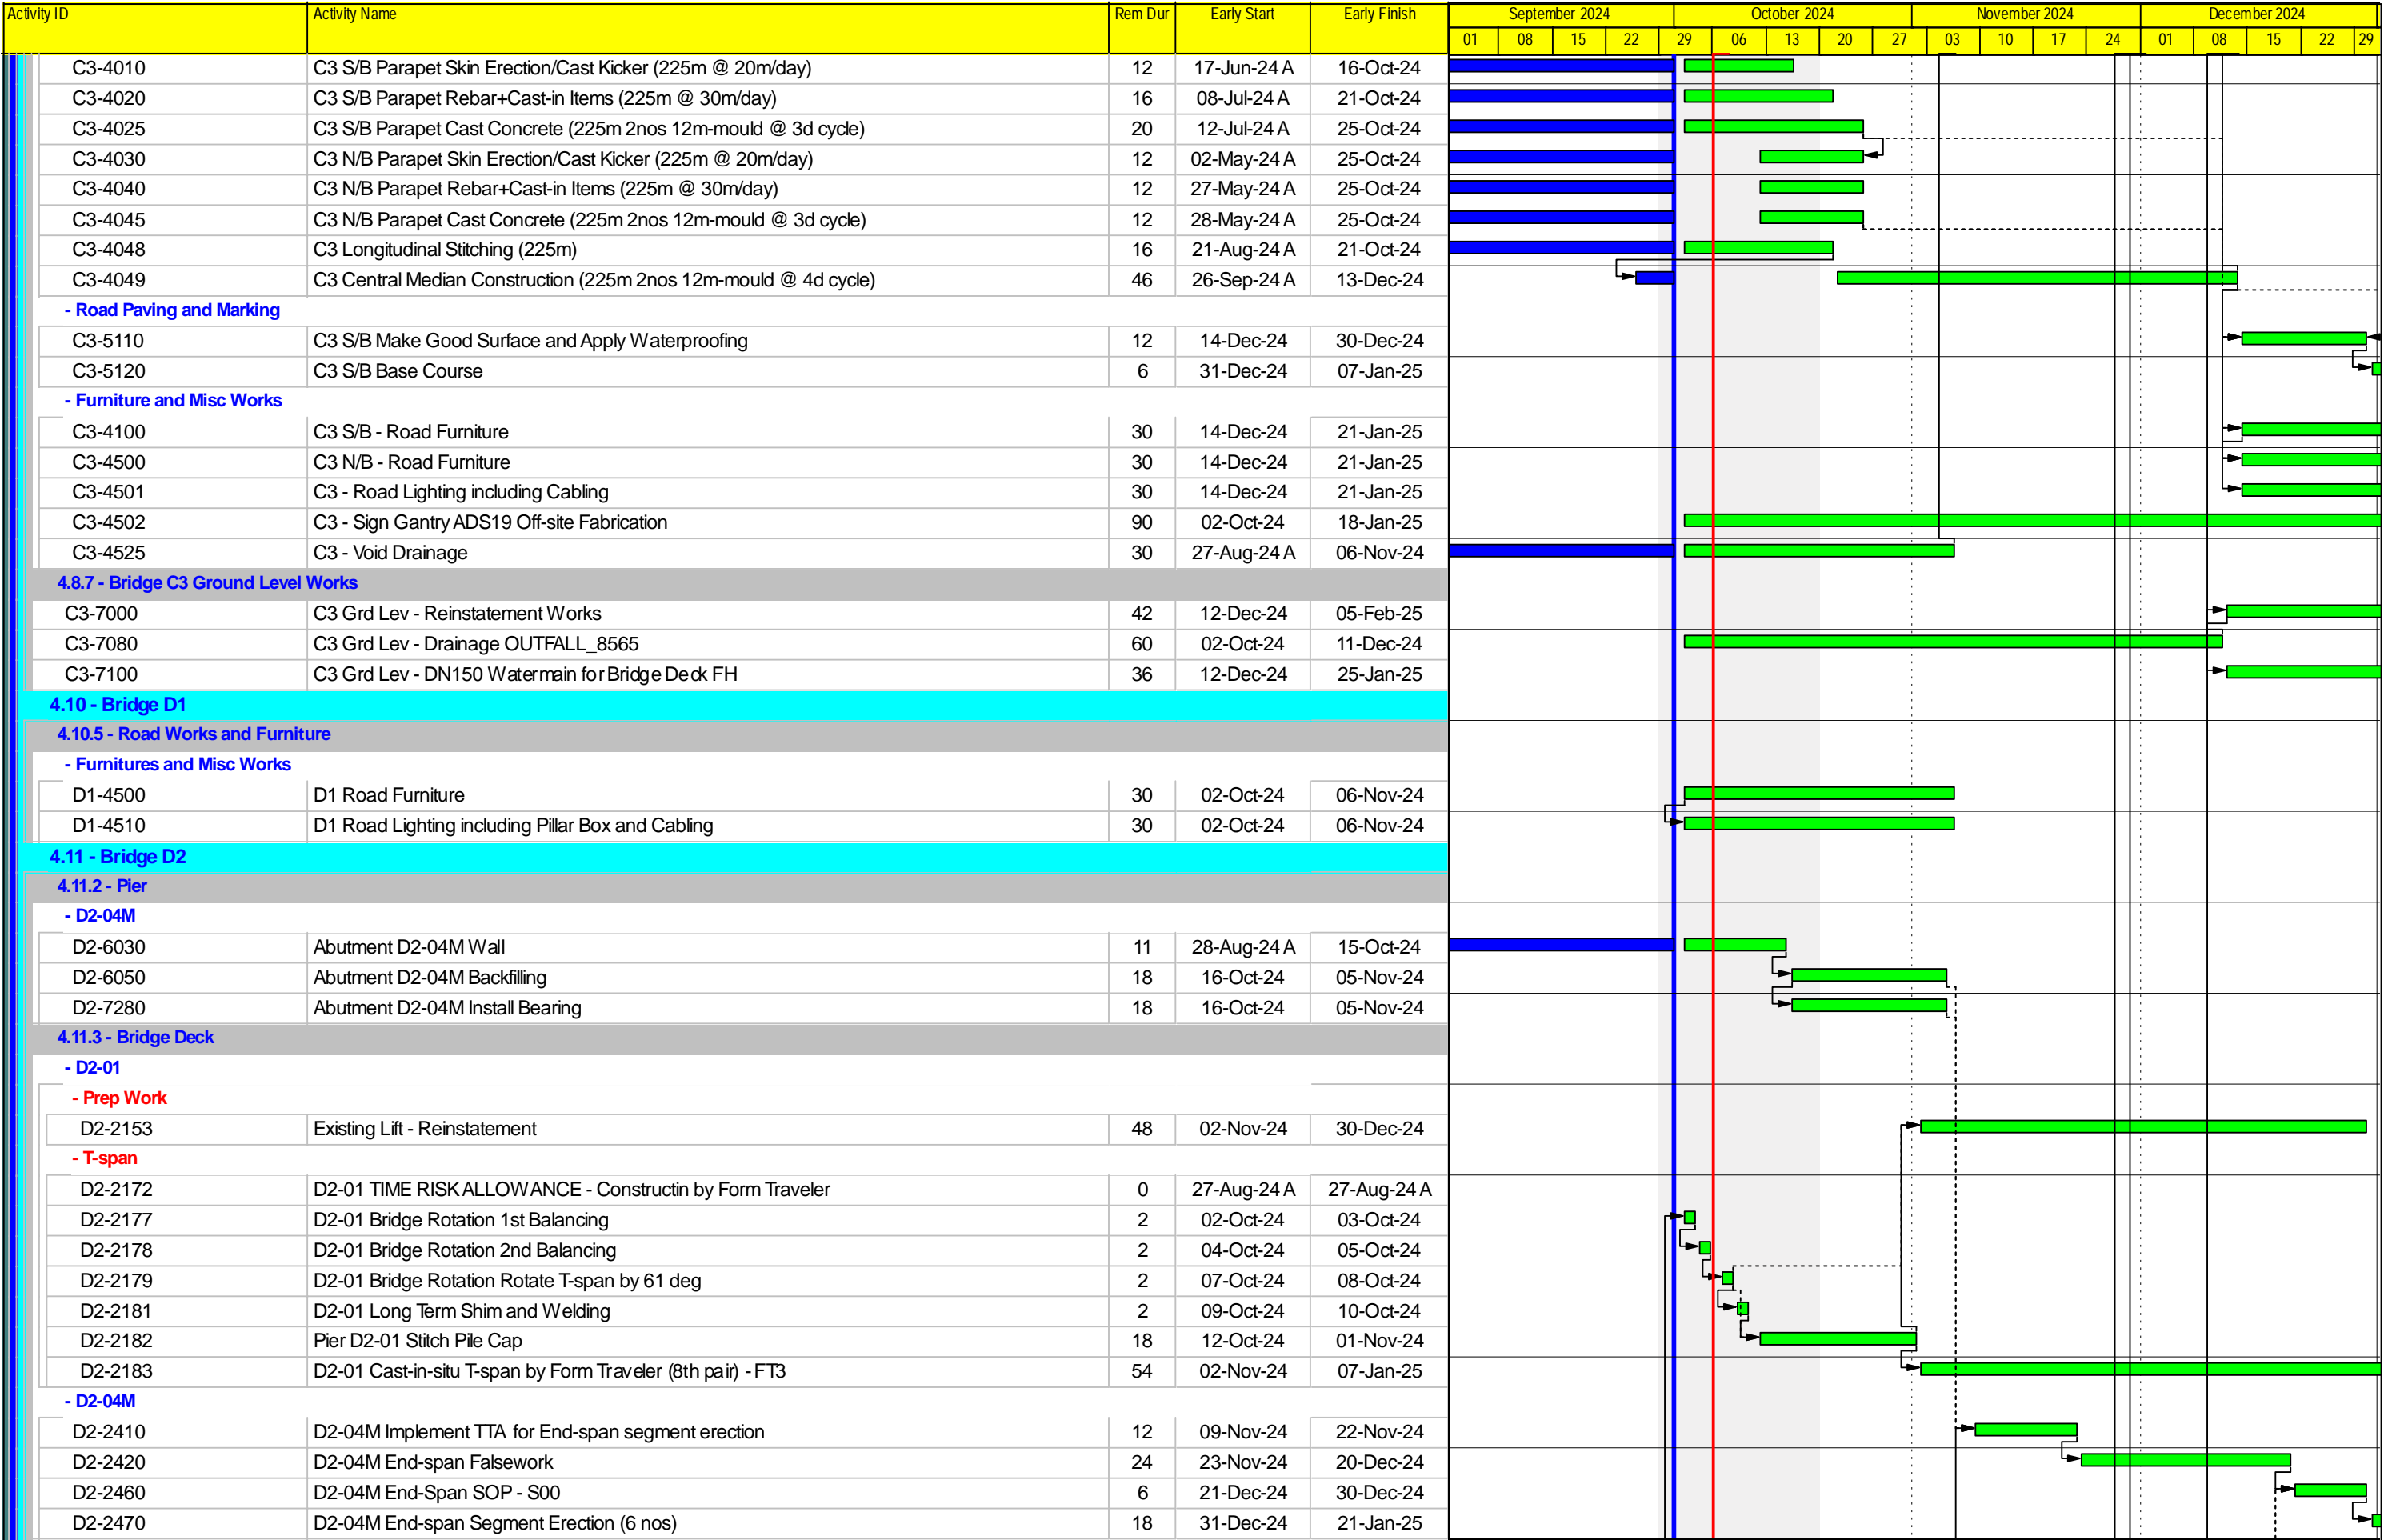 Activity ID Activity Name Rem Dur Early Start Early Finish September 2024 October 2024 November 2024 December 2024
01 08 15 22 29 06 13 20 27 03 10 17 24 01 08 15 22 29
C3-4010 C3 S/B Parapet Skin Erection/Cast Kicker (225m @ 20m/day) 12 17-Jun-24 A 16-Oct-24
C3-4020 C3 S/B Parapet Rebar+Cast-in Items (225m @ 30m/day) 16 08-Jul-24 A 21-Oct-24
C3-4025 C3 S/B Parapet Cast Concrete (225m 2nos 12m-mould @ 3d cycle) 20 12-Jul-24 A 25-Oct-24
C3-4030 C3 N/B Parapet Skin Erection/Cast Kicker (225m @ 20m/day) 12 02-May-24 A 25-Oct-24
C3-4040 C3 N/B Parapet Rebar+Cast-in Items (225m @ 30m/day) 12 27-May-24 A 25-Oct-24
C3-4045 C3 N/B Parapet Cast Concrete (225m 2nos 12m-mould @ 3d cycle) 12 28-May-24 A 25-Oct-24
C3-4048 C3 Longitudinal Stitching (225m) 16 21-Aug-24 A 21-Oct-24
C3-4049 C3 Central Median Construction (225m 2nos 12m-mould @ 4d cycle) 46 26-Sep-24 A 13-Dec-24
- Road Paving and Marking
C3-5110 C3 S/B Make Good Surface and Apply Waterproofing 12 14-Dec-24 30-Dec-24
C3-5120 C3 S/B Base Course 6 31-Dec-24 07-Jan-25
- Furniture and Misc Works
C3-4100 C3 S/B - Road Furniture 30 14-Dec-24 21-Jan-25
C3-4500 C3 N/B - Road Furniture 30 14-Dec-24 21-Jan-25
C3-4501 C3 - Road Lighting including Cabling 30 14-Dec-24 21-Jan-25
C3-4502 C3 - Sign Gantry ADS19 Off-site Fabrication 90 02-Oct-24 18-Jan-25
C3-4525 C3 - Void Drainage 30 27-Aug-24 A 06-Nov-24
4.8.7 - Bridge C3 Ground Level Works
C3-7000 C3 Grd Lev - Reinstatement Works 42 12-Dec-24 05-Feb-25
C3-7080 C3 Grd Lev - Drainage OUTFALL_8565 60 02-Oct-24 11-Dec-24
C3-7100 C3 Grd Lev - DN150 Watermain for Bridge Deck FH 36 12-Dec-24 25-Jan-25
4.10 - Bridge D1
4.10.5 - Road Works and Furniture
- Furnitures and Misc Works
D1-4500 D1 Road Furniture 30 02-Oct-24 06-Nov-24
D1-4510 D1 Road Lighting including Pillar Box and Cabling 30 02-Oct-24 06-Nov-24
4.11 - Bridge D2
4.11.2 - Pier
- D2-04M
D2-6030 Abutment D2-04M Wall 11 28-Aug-24 A 15-Oct-24
D2-6050 Abutment D2-04M Backfilling 18 16-Oct-24 05-Nov-24
D2-7280 Abutment D2-04M Install Bearing 18 16-Oct-24 05-Nov-24
4.11.3 - Bridge Deck
- D2-01
- Prep Work
D2-2153 Existing Lift - Reinstatement 48 02-Nov-24 30-Dec-24
- T-span
D2-2172 D2-01 TIME RISK ALLOWANCE - Constructin by Form Traveler 0 27-Aug-24 A 27-Aug-24 A
D2-2177 D2-01 Bridge Rotation 1st Balancing 2 02-Oct-24 03-Oct-24
D2-2178 D2-01 Bridge Rotation 2nd Balancing 2 04-Oct-24 05-Oct-24
D2-2179 D2-01 Bridge Rotation Rotate T-span by 61 deg 2 07-Oct-24 08-Oct-24
D2-2181 D2-01 Long Term Shim and Welding 2 09-Oct-24 10-Oct-24
D2-2182 Pier D2-01 Stitch Pile Cap 18 12-Oct-24 01-Nov-24
D2-2183 D2-01 Cast-in-situ T-span by Form Traveler (8th pair) - FT3 54 02-Nov-24 07-Jan-25
- D2-04M
D2-2410 D2-04M Implement TTA for End-span segment erection 12 09-Nov-24 22-Nov-24
D2-2420 D2-04M End-span Falsework 24 23-Nov-24 20-Dec-24
D2-2460 D2-04M End-Span SOP - S00 6 21-Dec-24 30-Dec-24
D2-2470 D2-04M End-span Segment Erection (6 nos) 18 31-Dec-24 21-Jan-25